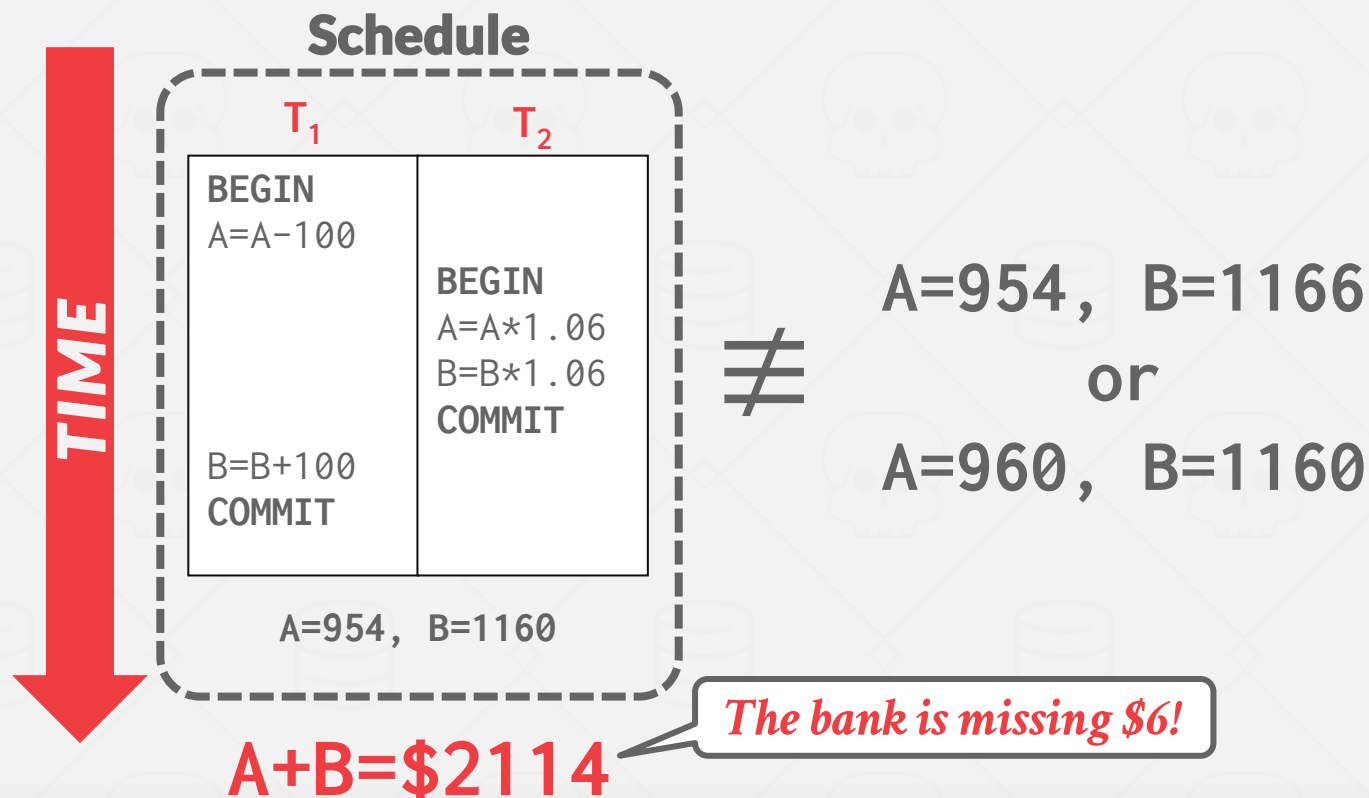 Schedule
TIME
T₁ T₂
BEGIN
A=A-100
BEGIN
A=A*1.06
B=B*1.06
COMMIT
B=B+100
COMMIT
A=954, B=1160
≢
A=954, B=1166
or
A=960, B=1160
The bank is missing $6!
A+B=$2114